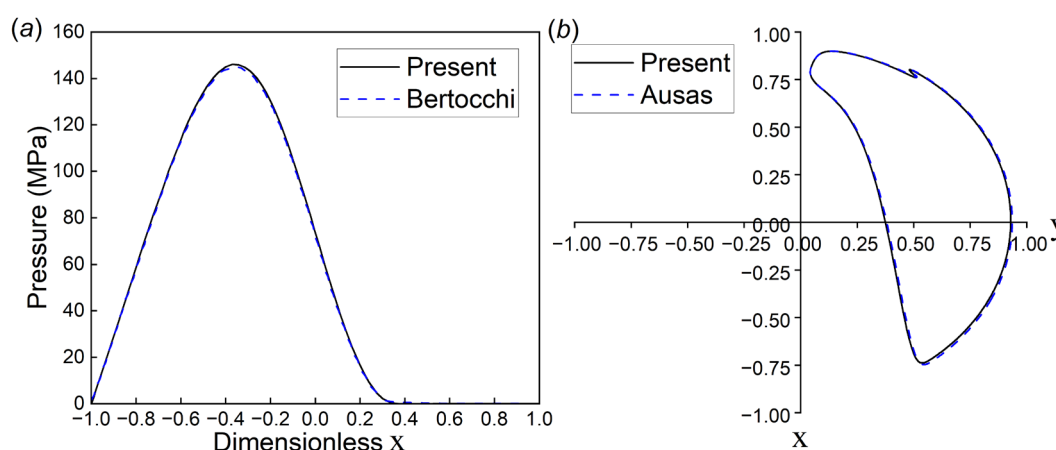 (a)
160
140
120
100
80
60
40
20
0
Pressure (MPa)
Present
Bertocchi
−1.0 −0.8 −0.6 −0.4 −0.2 0.0 0.2 0.4 0.6 0.8 1.0
Dimensionless x
(b)
Present
Ausas
1.00
0.75
0.50
0.25
0.00
−0.25
−0.50
−0.75
−1.00
−1.00 −0.75 −0.50 −0.25 0.00 0.25 0.50 0.75 1.00
y
x